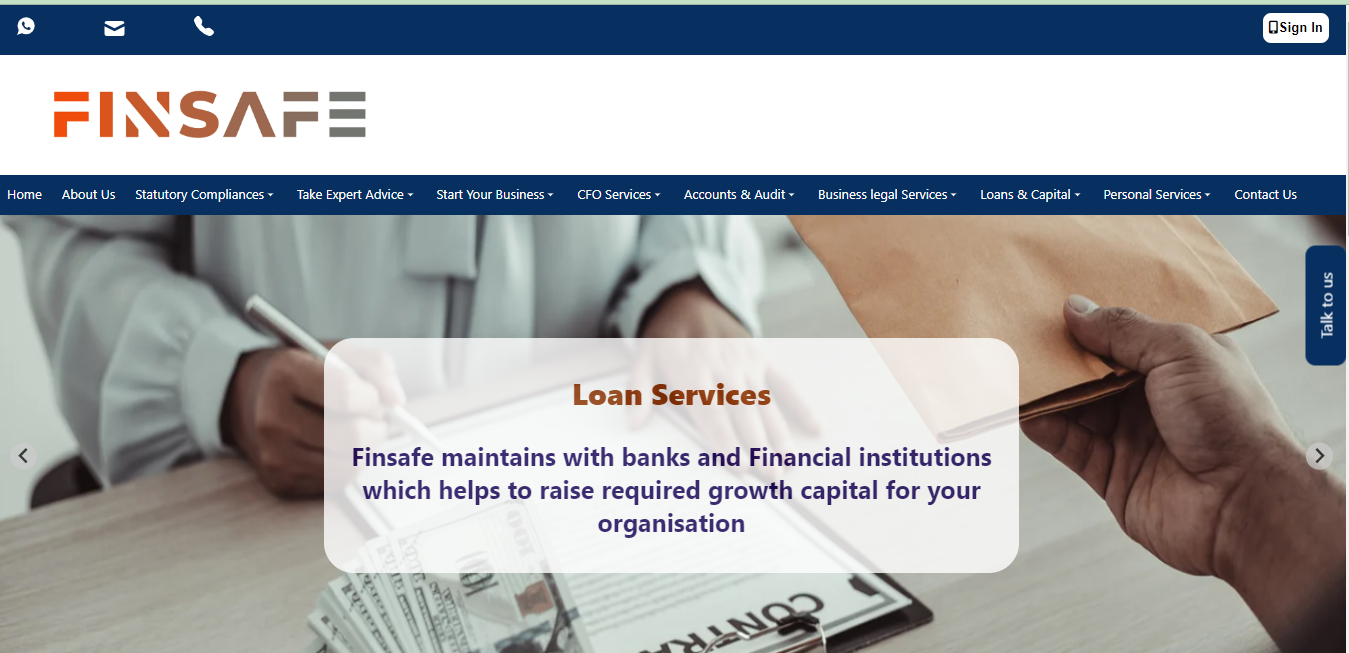 Sign In
FINSAFE
Home About Us Statutory Compliances Take Expert Advice Start Your Business CFO Services Accounts & Audit Business legal Services Loans & Capital Personal Services Contact Us
Talk to us
Loan Services
Finsafe maintains with banks and Financial institutions
which helps to raise required growth capital for your
organisation
100
CONTRA